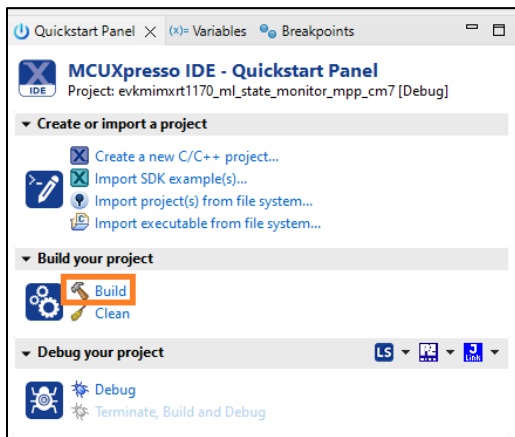 Quickstart Panel (x)= Variables Breakpoints
X
IDE
MCUXpresso IDE - Quickstart Panel
Project: evkmimxrt1170_ml_state_monitor_mpp_cm7 [Debug]
Create or import a project
Create a new C/C++ project...
Import SDK example(s)...
Import project(s) from file system...
Import executable from file system...
Build your project
Build
Clean
Debug your project LS J Link
Debug
Terminate, Build and Debug